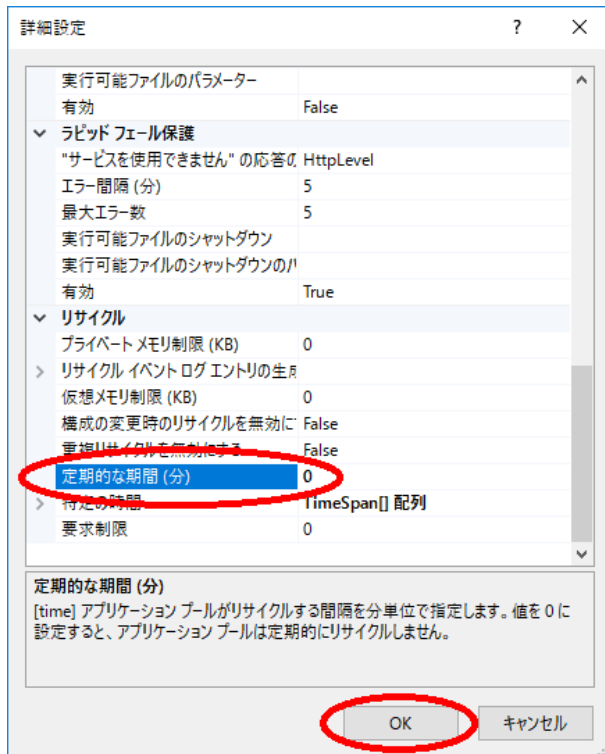 詳細設定 ?
実行可能ファイルのパラメーター
有効 False
ラピッド フェール保護
"サービスを使用できません" の応答の HttpLevel
エラー間隔 (分) 5
最大エラー数 5
実行可能ファイルのシャットダウン
実行可能ファイルのシャットダウンのパ
有効 True
リサイクル
プライベート メモリ制限 (KB) 0
リサイクル イベント ログ エントリの生成
仮想メモリ制限 (KB) 0
構成の変更時のリサイクルを無効に False
重複リサイクルを無効にする False
定期的な期間 (分) 0
特定の時間 TimeSpan[] 配列
要求制限 0
定期的な期間 (分)
[time] アプリケーション プールがリサイクルする間隔を分単位で指定します。値を 0 に
設定すると、アプリケーション プールは定期的にリサイクルしません。
OK キャンセル